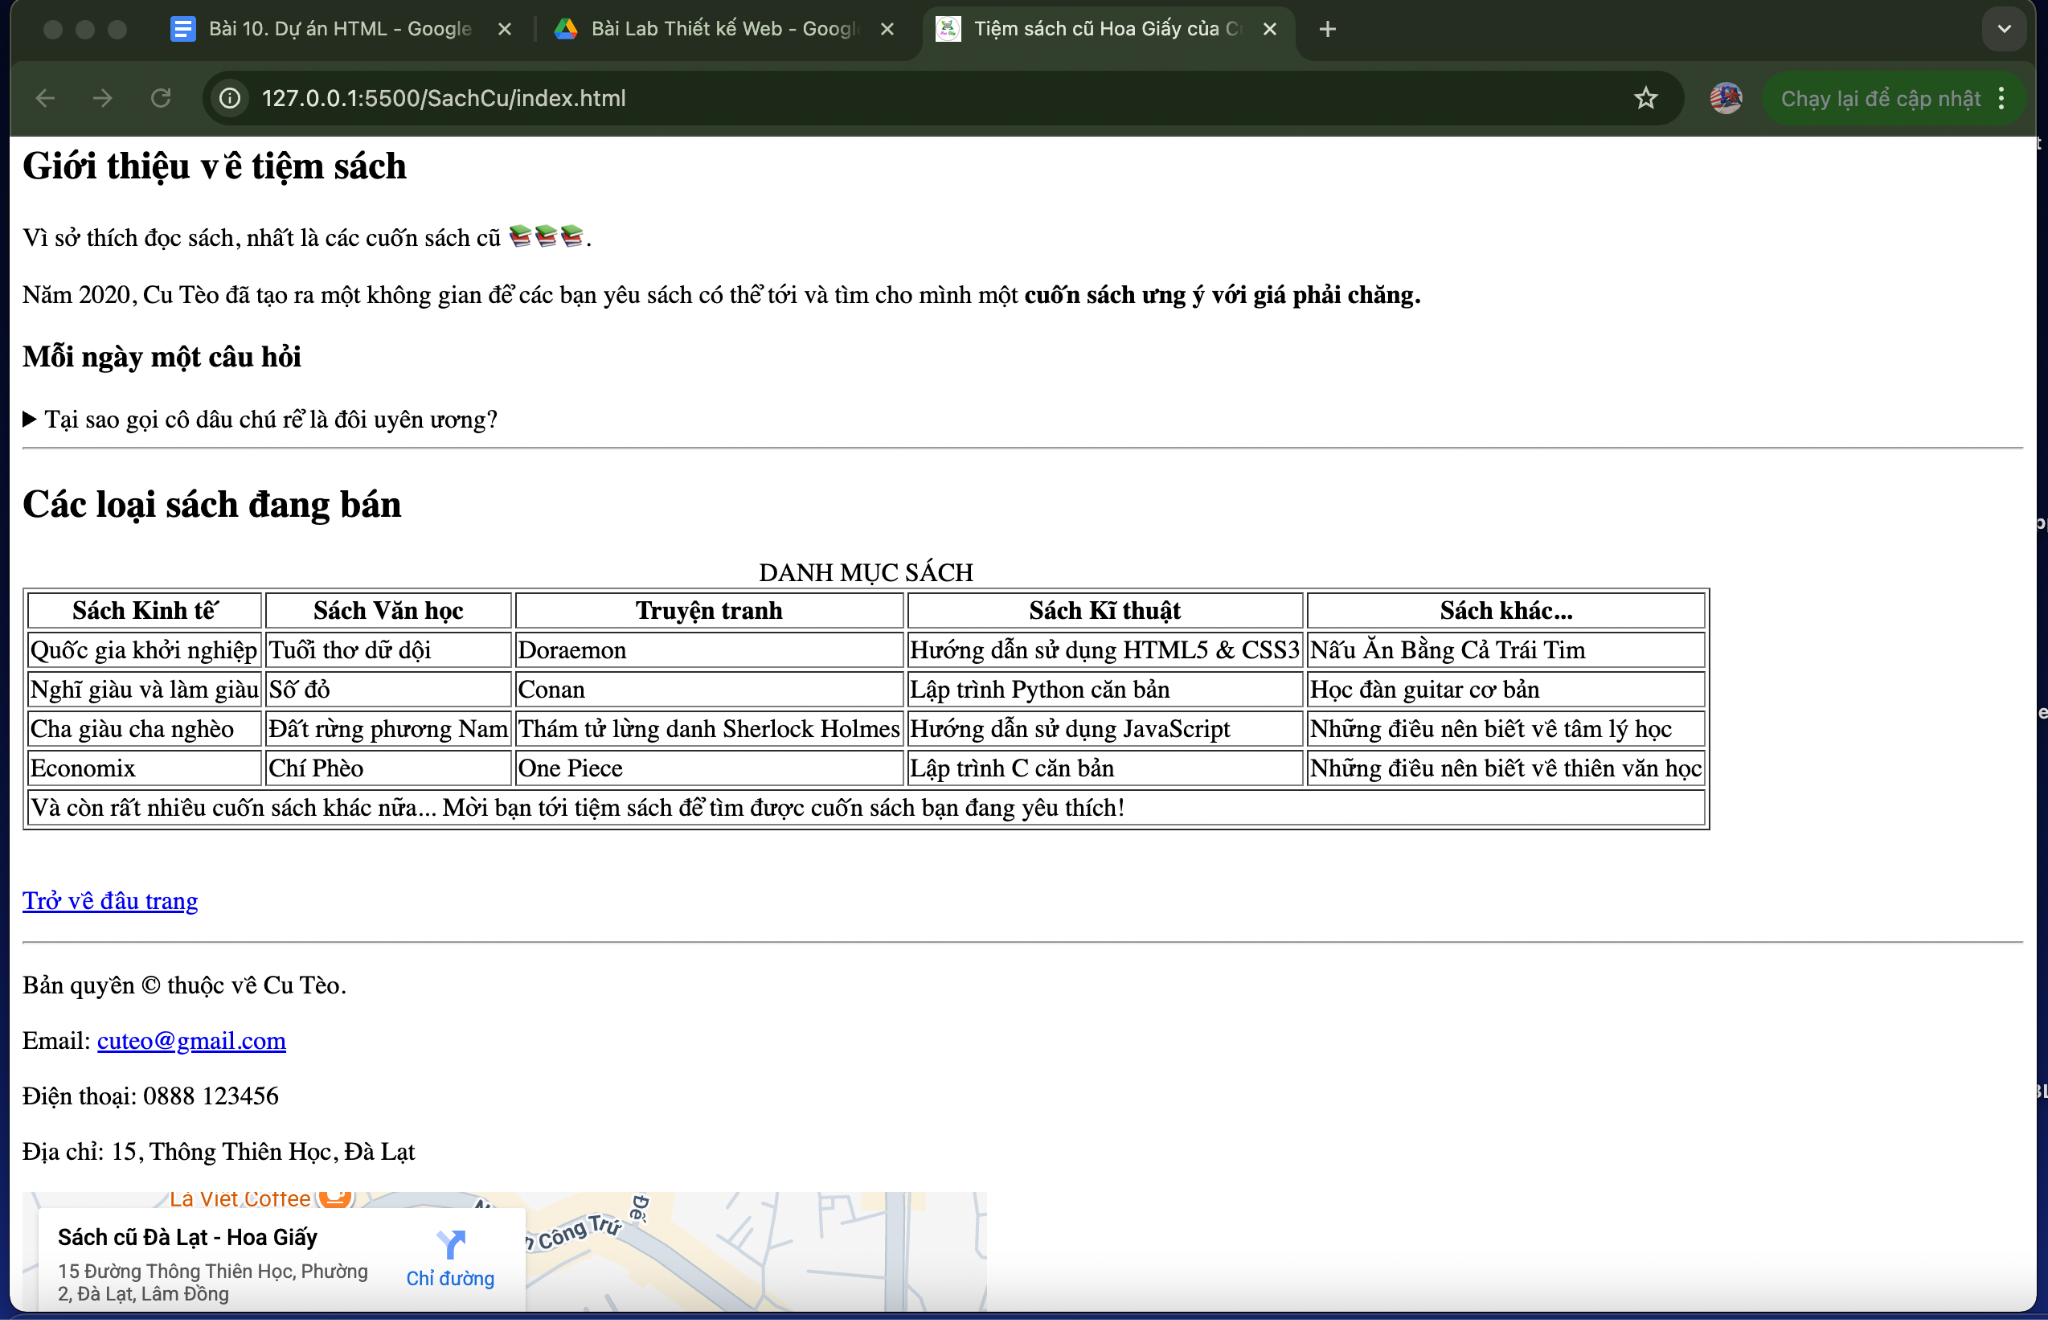 Bài 10. Dự án HTML - Google
Bài Lab Thiết kế Web - Googl
Tiệm sách cũ Hoa Giấy của C
127.0.0.1:5500/SachCu/index.html
Chạy lại để cập nhật
Giới thiệu về tiệm sách
Vì sở thích đọc sách, nhất là các cuốn sách cũ 📚📚📚.
Năm 2020, Cu Tèo đã tạo ra một không gian để các bạn yêu sách có thể tới và tìm cho mình một cuốn sách ưng ý với giá phải chăng.
Mỗi ngày một câu hỏi
▶ Tại sao gọi cô dâu chú rể là đôi uyên ương?
Các loại sách đang bán
DANH MỤC SÁCH
Sách Kinh tế Sách Văn học Truyện tranh Sách Kĩ thuật Sách khác...
Quốc gia khởi nghiệp Tuổi thơ dữ dội Doraemon Hướng dẫn sử dụng HTML5 & CSS3 Nấu Ăn Bằng Cả Trái Tim
Nghĩ giàu và làm giàu Số đỏ Conan Lập trình Python căn bản Học đàn guitar cơ bản
Cha giàu cha nghèo Đất rừng phương Nam Thám tử lừng danh Sherlock Holmes Hướng dẫn sử dụng JavaScript Những điều nên biết về tâm lý học
Economix Chí Phèo One Piece Lập trình C căn bản Những điều nên biết về thiên văn học
Và còn rất nhiều cuốn sách khác nữa... Mời bạn tới tiệm sách để tìm được cuốn sách bạn đang yêu thích!
Trở về đầu trang
Bản quyền © thuộc về Cu Tèo.
Email: cuteo@gmail.com
Điện thoại: 0888 123456
Địa chỉ: 15, Thông Thiên Học, Đà Lạt
Là Việt Coffee
Sách cũ Đà Lạt - Hoa Giấy
15 Đường Thông Thiên Học, Phường
2, Đà Lạt, Lâm Đồng
Chỉ đường
Công Trứ